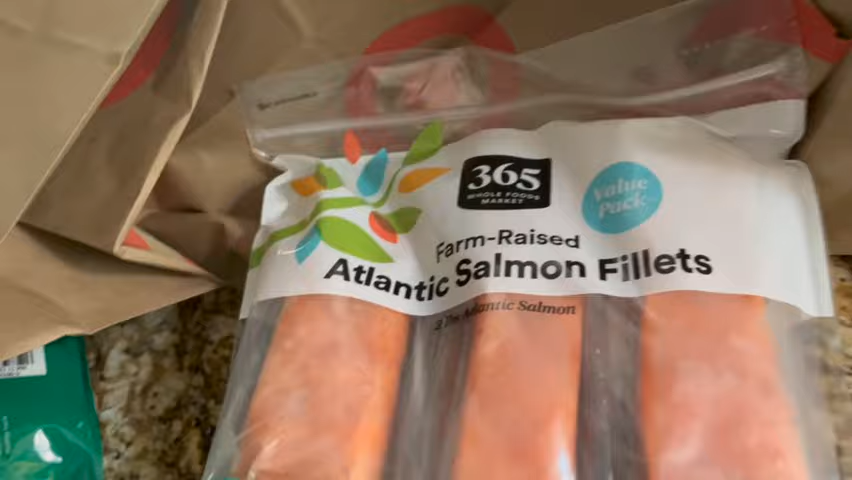 365
WHOLE FOODS
MARKET
Value
Pack
Farm-Raised
Atlantic Salmon Fillets
Atlantic Salmon